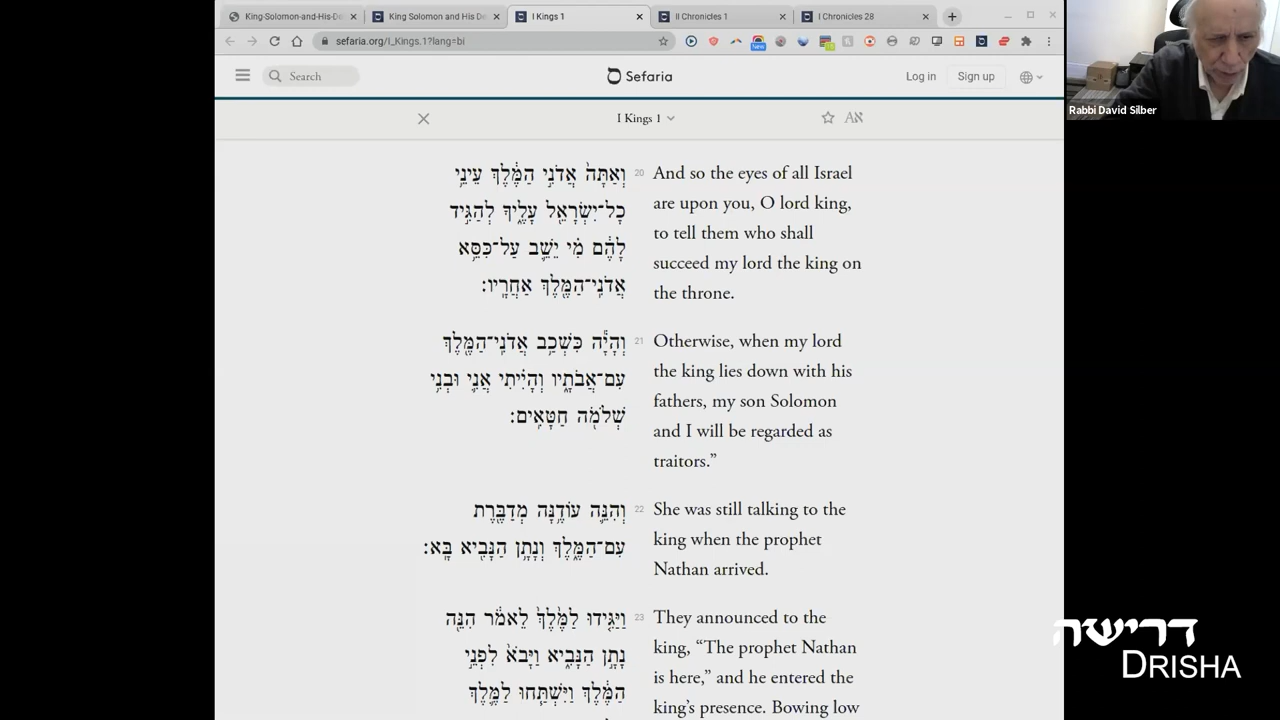 King-Solomon-and-His-De
King Solomon and His De
I Kings 1
II Chronicles 1
I Chronicles 28
sefaria.org/I_Kings.1?lang=bi
New
Search
Sefaria
Log in
Sign up
I Kings 1
Rabbi David Silber
וְאַתָּה֙ אֲדֹנִ֣י הַמֶּ֔לֶךְ עֵינֵ֥י
כׇל־יִשְׂרָאֵ֖ל עָלֶ֑יךָ לְהַגִּ֣יד
לָהֶ֔ם מִ֗י יֵשֵׁ֛ב עַל־כִּסֵּ֥א
אֲדֹנִֽי־הַמֶּ֖לֶךְ אַחֲרָֽיו׃
20
And so the eyes of all Israel
are upon you, O lord king,
to tell them who shall
succeed my lord the king on
the throne.
וְהָיָ֕ה כִּשְׁכַ֥ב אֲדֹנִֽי־הַמֶּ֖לֶךְ
עִם־אֲבֹתָ֑יו וְהָיִ֗יתִי אֲנִ֛י וּבְנִ֥י
שְׁלֹמֹ֖ה חַטָּאִֽים׃
21
Otherwise, when my lord
the king lies down with his
fathers, my son Solomon
and I will be regarded as
traitors.”
וְהִנֵּ֛ה עוֹדֶ֥נָּה מְדַבֶּ֖רֶת
עִם־הַמֶּ֑לֶךְ וְנָתָ֥ן הַנָּבִ֖יא בָּֽא׃
22
She was still talking to the
king when the prophet
Nathan arrived.
וַיַּגִּ֤ידוּ לַמֶּ֙לֶךְ֙ לֵאמֹ֔ר הִנֵּ֖ה
נָתָ֣ן הַנָּבִ֑יא וַיָּבֹא֙ לִפְנֵ֣י
הַמֶּ֔לֶךְ וַיִּשְׁתַּ֧חוּ לַמֶּ֛לֶךְ
23
They announced to the
king, “The prophet Nathan
is here,” and he entered the
king’s presence. Bowing low
דרישה
DRISHA